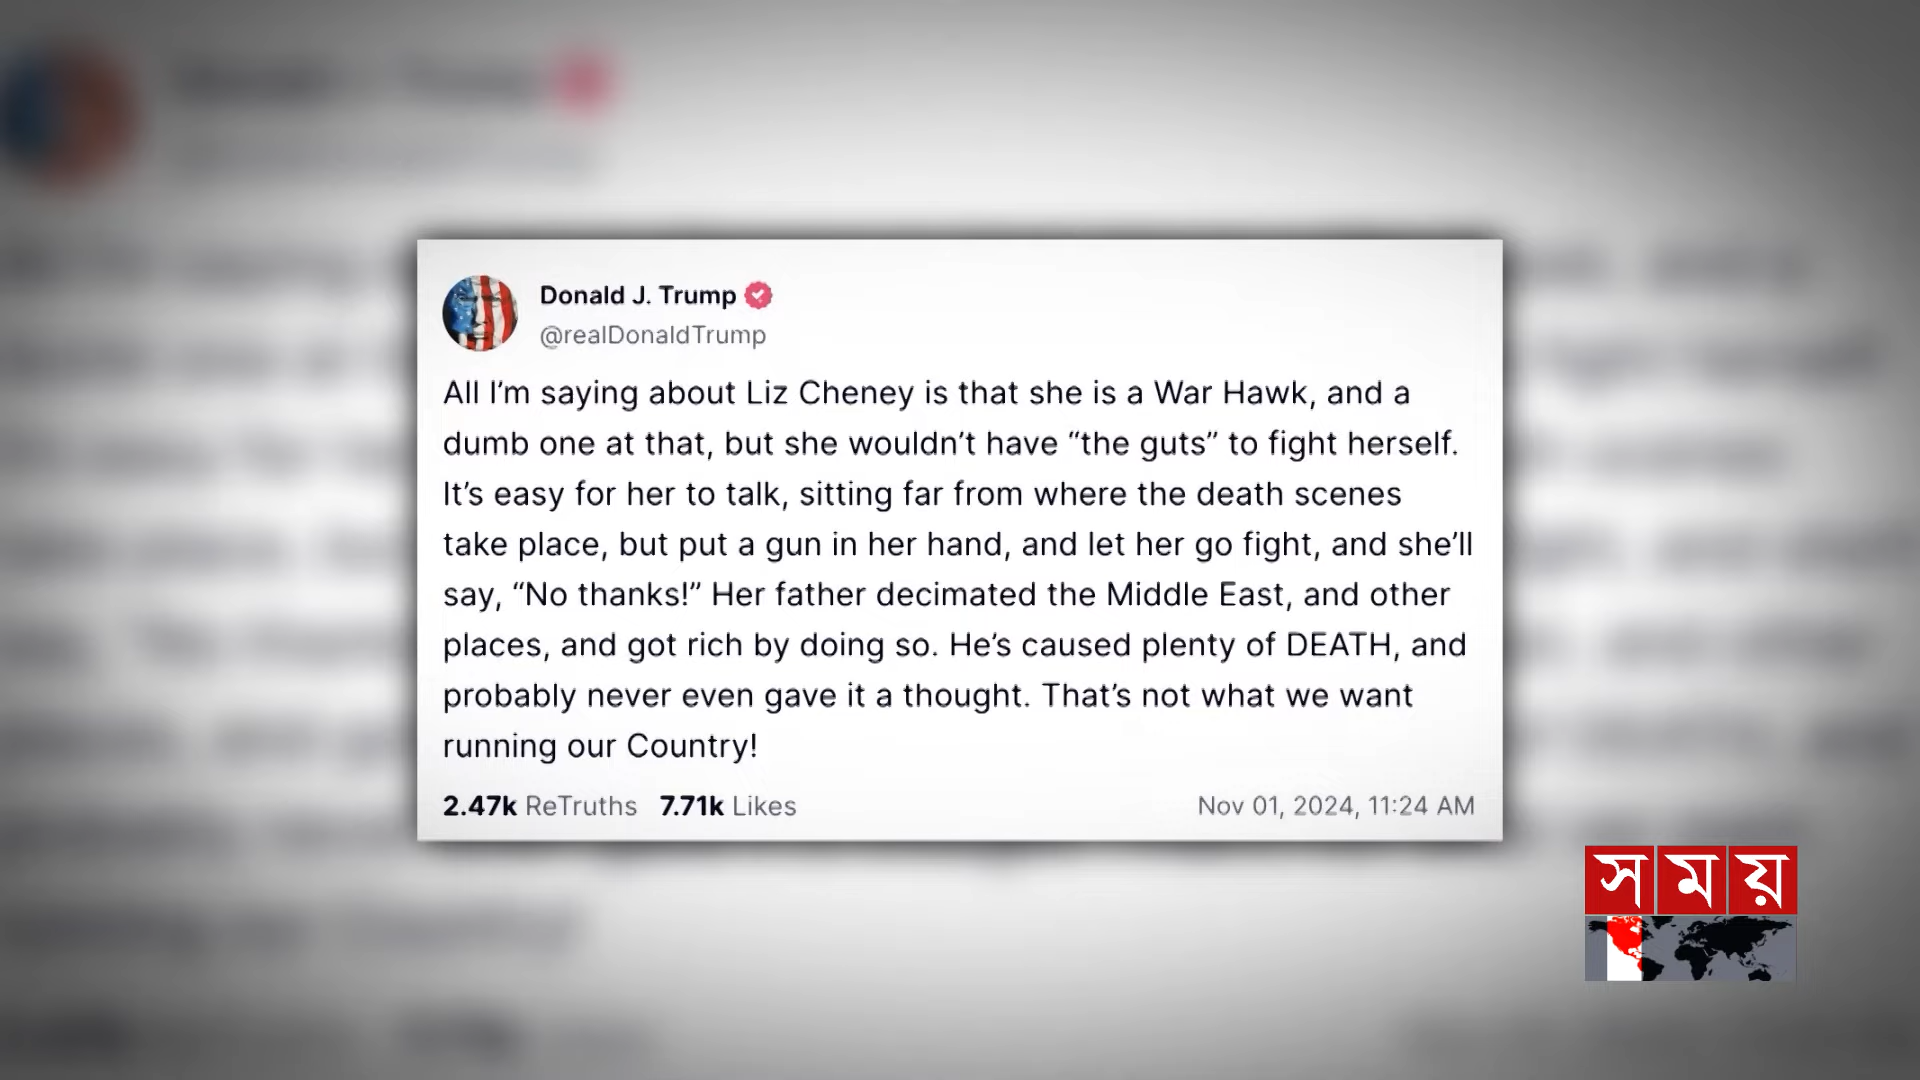 Donald J. Trump
@realDonaldTrump
All I’m saying about Liz Cheney is that she is a War Hawk, and a
dumb one at that, but she wouldn’t have “the guts” to fight herself.
It’s easy for her to talk, sitting far from where the death scenes
take place, but put a gun in her hand, and let her go fight, and she’ll
say, “No thanks!” Her father decimated the Middle East, and other
places, and got rich by doing so. He’s caused plenty of DEATH, and
probably never even gave it a thought. That’s not what we want
running our Country!
2.47k ReTruths 7.71k Likes Nov 01, 2024, 11:24 AM
সময়